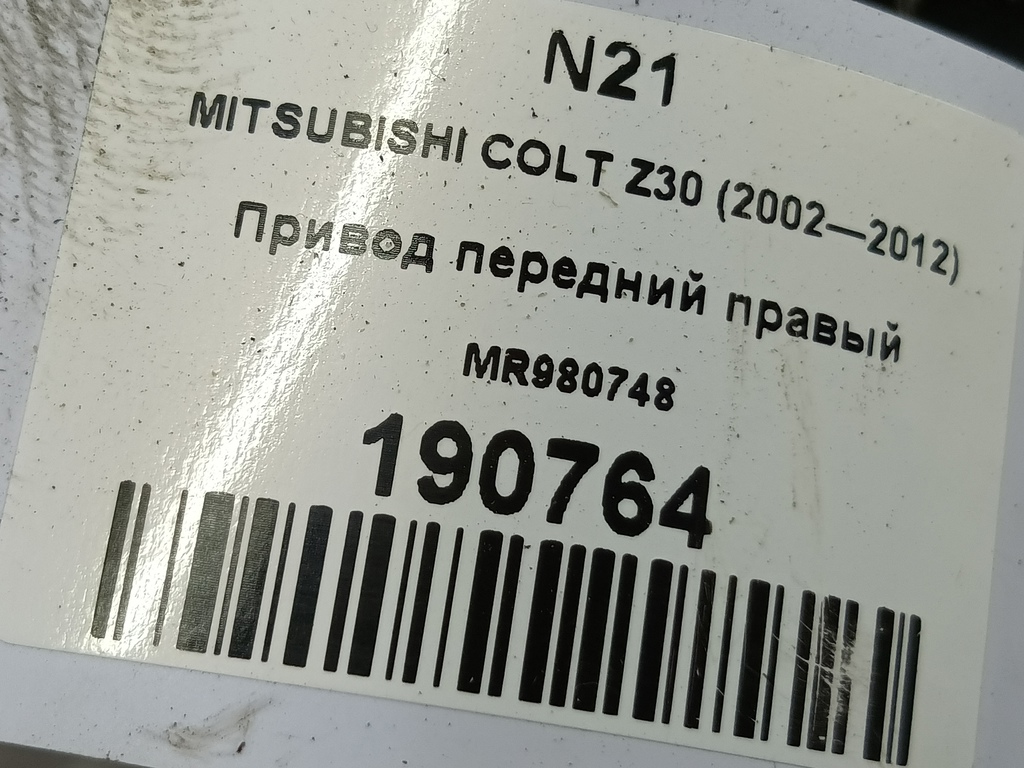 N21
MITSUBISHI COLT Z30 (2002—2012)
Привод передний правый
MR980748
190764